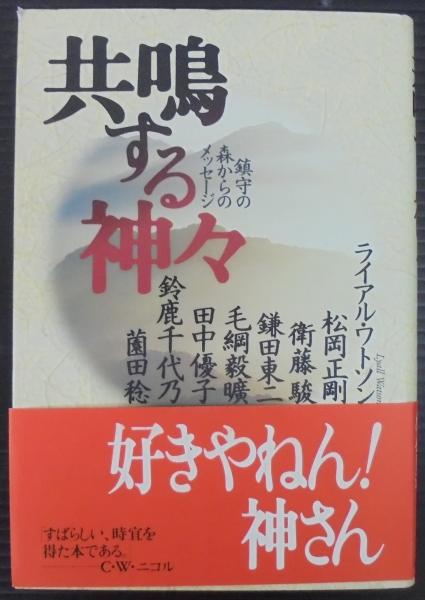 共鳴
する
神々
鎮守の
森からの
メッセージ
ライアル・ワトソン
Lyall Watson
松岡正剛
衛藤駿
鎌田東二
毛綱毅曠
田中優子
鈴鹿千代乃
薗田稔
好きやねん!
神さん
「すばらしい、時宜を
得た本である。」
C・W・ニコル